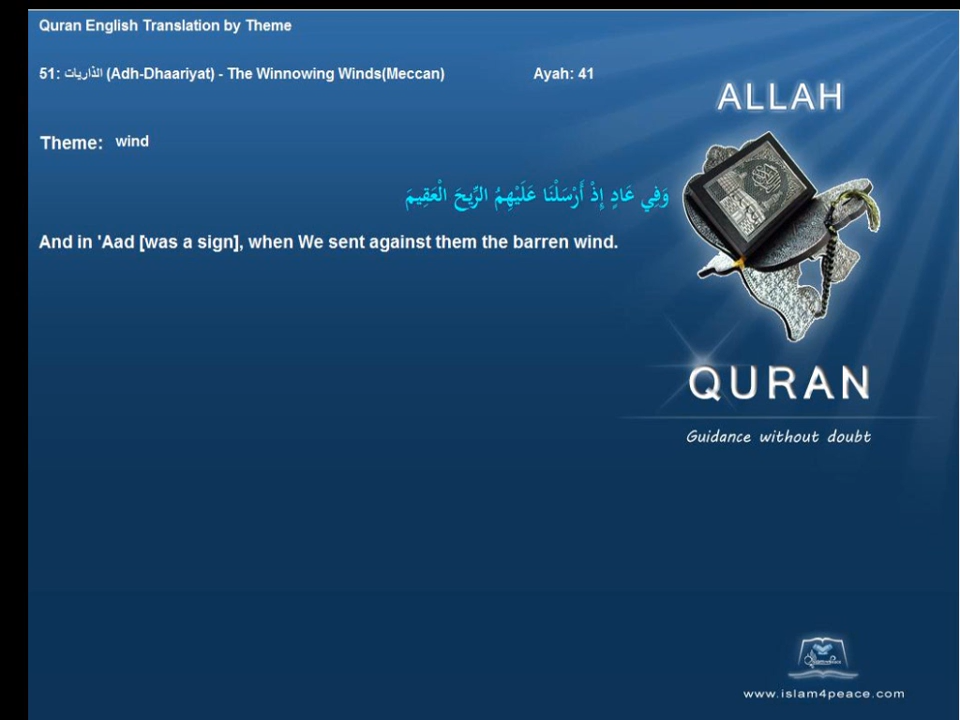 Quran English Translation by Theme
51: الذاريات (Adh-Dhaariyat) - The Winnowing Winds(Meccan) Ayah: 41
ALLAH
Theme: wind
وَفِي عَادٍ إِذْ أَرْسَلْنَا عَلَيْهِمُ الرِّيحَ الْعَقِيمَ
And in 'Aad [was a sign], when We sent against them the barren wind.
QURAN
Guidance without doubt
www.islam4peace.com